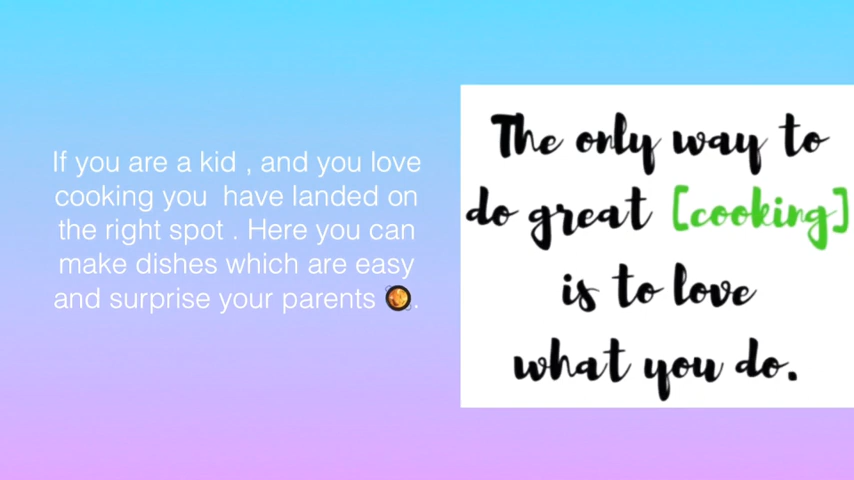 If you are a kid , and you love
cooking you  have landed on
the right spot . Here you can
make dishes which are easy
and surprise your parents 🥘.
The only way to
do great [cooking]
is to love
what you do.